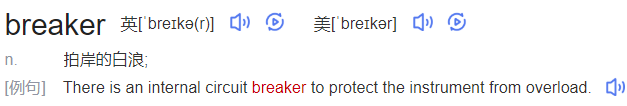 breaker 英[ˈbreɪkə(r)] 美[ˈbreɪkər]
n. 拍岸的白浪;
[例句] There is an internal circuit breaker to protect the instrument from overload.